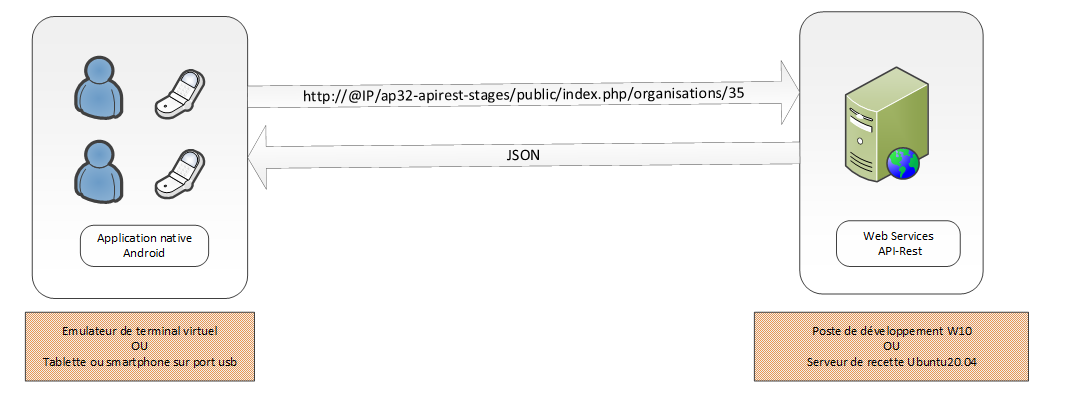 http://@IP/ap32-apirest-stages/public/index.php/organisations/35
JSON
Application native
Android
Web Services
API-Rest
Emulateur de terminal virtuel
OU
Tablette ou smartphone sur port usb
Poste de développement W10
OU
Serveur de recette Ubuntu20.04